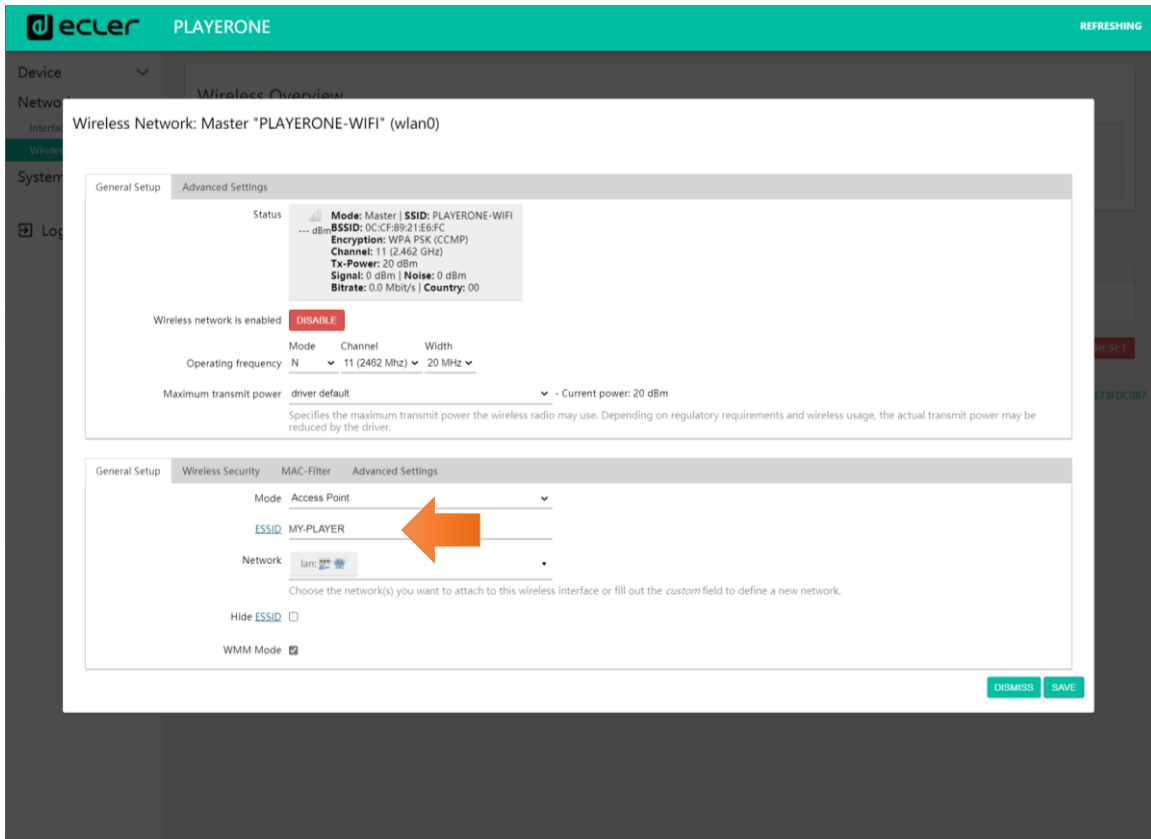 ecler PLAYERONE REFRESHING
Device
Wireless Overview
Wireless Network: Master "PLAYERONE-WIFI" (wlan0)
System
General Setup Advanced Settings
Status
Mode: Master | SSID: PLAYERONE-WIFI
--- dBm BSSID: 0C:CF:89:21:E6:FC
Encryption: WPA PSK (CCMP)
Channel: 11 (2.462 GHz)
Tx-Power: 20 dBm
Signal: 0 dBm | Noise: 0 dBm
Bitrate: 0.0 Mbit/s | Country: 00
Wireless network is enabled DISABLE
Mode Channel Width
Operating frequency N 11 (2462 Mhz) 20 MHz
RESET
Maximum transmit power driver default - Current power: 20 dBm
E73FDC0B7
Specifies the maximum transmit power the wireless radio may use. Depending on regulatory requirements and wireless usage, the actual transmit power may be
reduced by the driver.
General Setup Wireless Security MAC-Filter Advanced Settings
Mode Access Point
ESSID MY-PLAYER
Network lan:
Choose the network(s) you want to attach to this wireless interface or fill out the custom field to define a new network.
Hide ESSID
WMM Mode
DISMISS SAVE